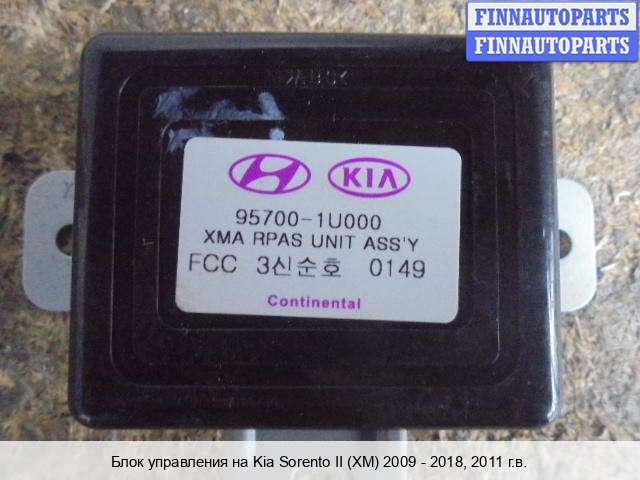 FINNAUTOPARTS
FINNAUTOPARTS
KIA
95700-1U000
XMA RPAS UNIT ASS'Y
FCC 3신순호 0149
Continental
Блок управления на Kia Sorento II (XM) 2009 - 2018, 2011 г.в.